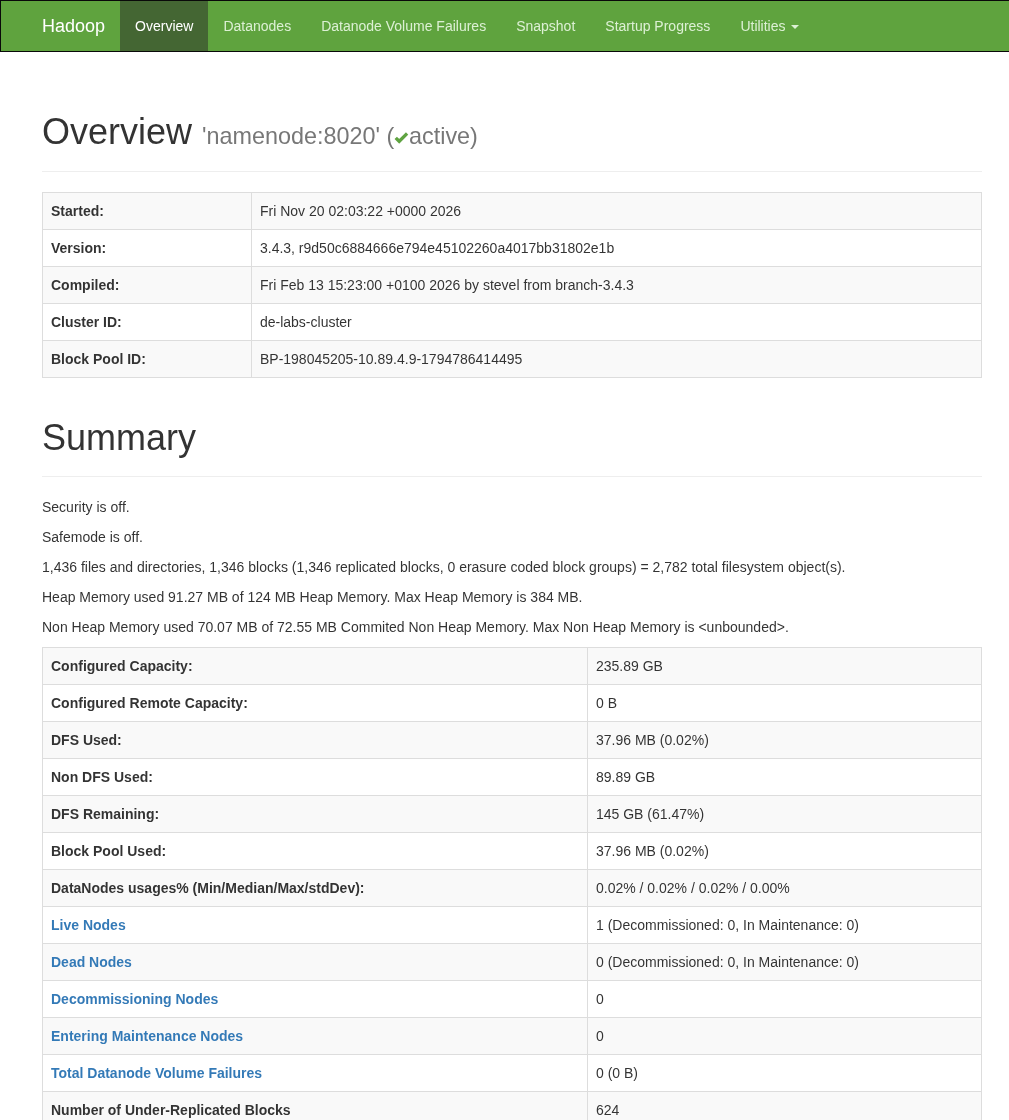 Hadoop Overview Datanodes Datanode Volume Failures Snapshot Startup Progress Utilities
Overview 'namenode:8020' (✔active)
Started: Fri Nov 20 02:03:22 +0000 2026
Version: 3.4.3, r9d50c6884666e794e45102260a4017bb31802e1b
Compiled: Fri Feb 13 15:23:00 +0100 2026 by stevel from branch-3.4.3
Cluster ID: de-labs-cluster
Block Pool ID: BP-198045205-10.89.4.9-1794786414495
Summary
Security is off.
Safemode is off.
1,436 files and directories, 1,346 blocks (1,346 replicated blocks, 0 erasure coded block groups) = 2,782 total filesystem object(s).
Heap Memory used 91.27 MB of 124 MB Heap Memory. Max Heap Memory is 384 MB.
Non Heap Memory used 70.07 MB of 72.55 MB Commited Non Heap Memory. Max Non Heap Memory is <unbounded>.
Configured Capacity: 235.89 GB
Configured Remote Capacity: 0 B
DFS Used: 37.96 MB (0.02%)
Non DFS Used: 89.89 GB
DFS Remaining: 145 GB (61.47%)
Block Pool Used: 37.96 MB (0.02%)
DataNodes usages% (Min/Median/Max/stdDev): 0.02% / 0.02% / 0.02% / 0.00%
Live Nodes 1 (Decommissioned: 0, In Maintenance: 0)
Dead Nodes 0 (Decommissioned: 0, In Maintenance: 0)
Decommissioning Nodes 0
Entering Maintenance Nodes 0
Total Datanode Volume Failures 0 (0 B)
Number of Under-Replicated Blocks 624